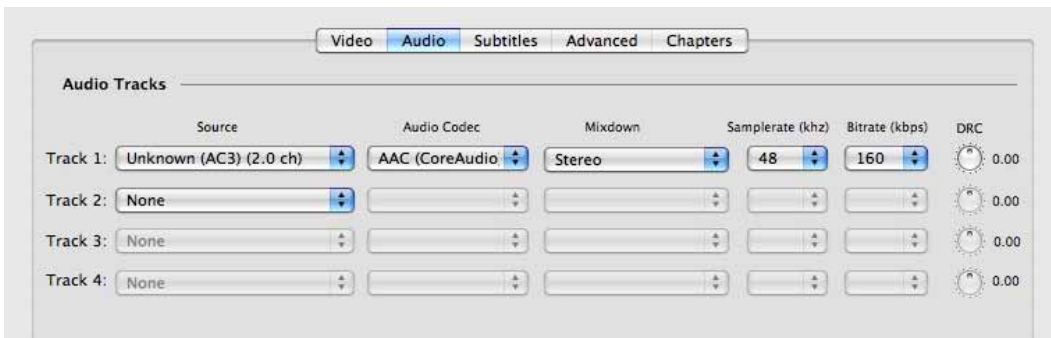 Video Audio Subtitles Advanced Chapters
Audio Tracks
Source Audio Codec Mixdown Samplerate (khz) Bitrate (kbps) DRC
Track 1: Unknown (AC3) (2.0 ch) AAC (CoreAudio Stereo 48 160 0.00
Track 2: None 0.00
Track 3: None 0.00
Track 4: None 0.00